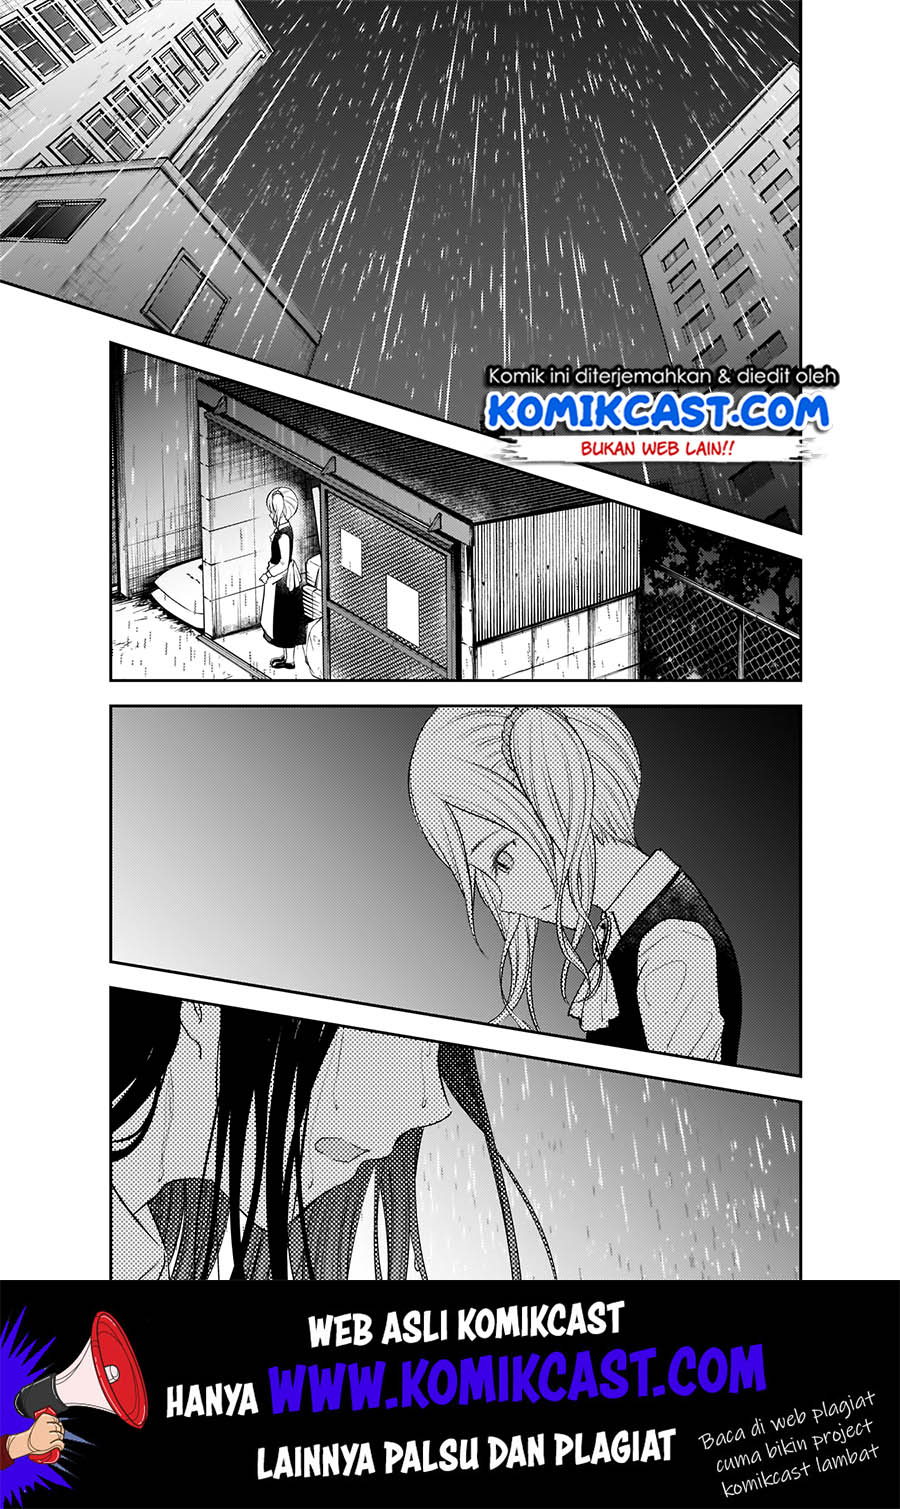 Komik ini diterjemahkan & diedit oleh
KOMIKCAST.COM
BUKAN WEB LAIN!!
WEB ASLI KOMIKCAST
HANYA WWW.KOMIKCAST.COM
LAINNYA PALSU DAN PLAGIAT
Baca di web plagiat
cuma bikin project
komikcast lambat